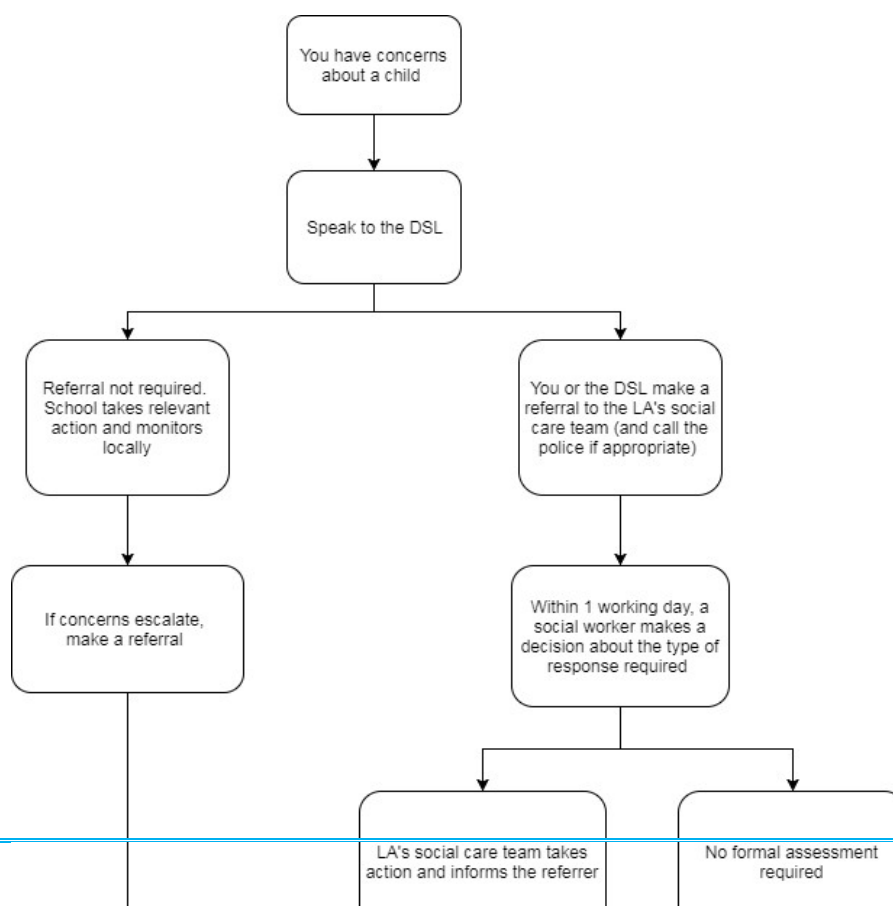 You have concerns
about a child
Speak to the DSL
Referral not required.
School takes relevant
action and monitors
locally
You or the DSL make a
referral to the LA's social
care team (and call the
police if appropriate)
If concerns escalate,
make a referral
Within 1 working day, a
social worker makes a
decision about the type of
response required
LA's social care team takes
action and informs the referrer
No formal assessment
required